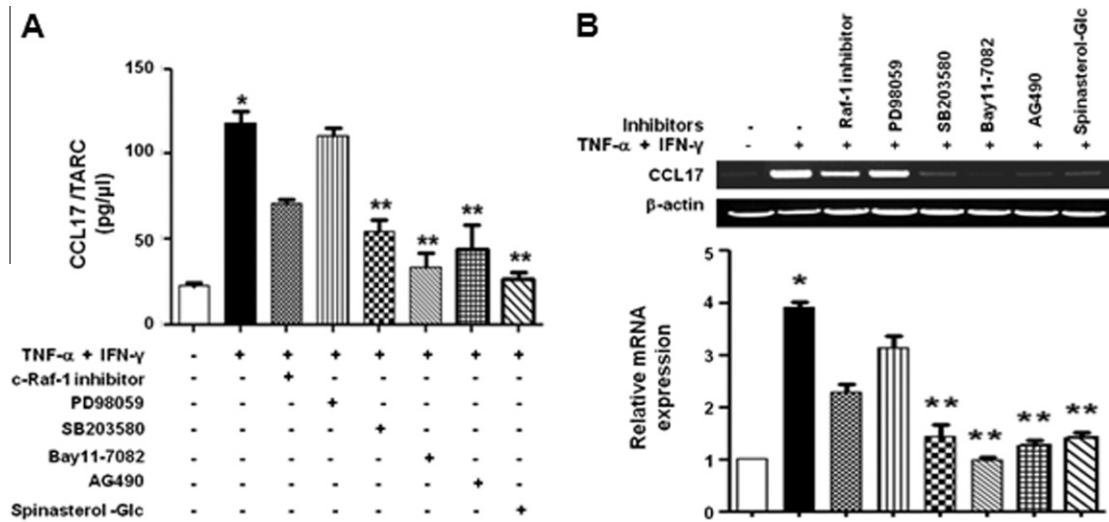 A
150
100
50
0
CCL17 /TARC
(pg/µl)
*
**
**
**
**
TNF-α + IFN-γ - + + + + + + +
c-Raf-1 inhibitor - - + - - - - -
PD98059 - - - + - - - -
SB203580 - - - - + - - -
Bay11-7082 - - - - - + - -
AG490 - - - - - - + -
Spinasterol -Glc - - - - - - - +
B
Raf-1 inhibitor
PD98059
SB203580
Bay11-7082
AG490
Spinasterol-Glc
Inhibitors - -
TNF-α + IFN-γ - + + + + + + +
CCL17
β-actin
5
4
3
2
1
0
Relative mRNA
expression
*
**
**
**
**